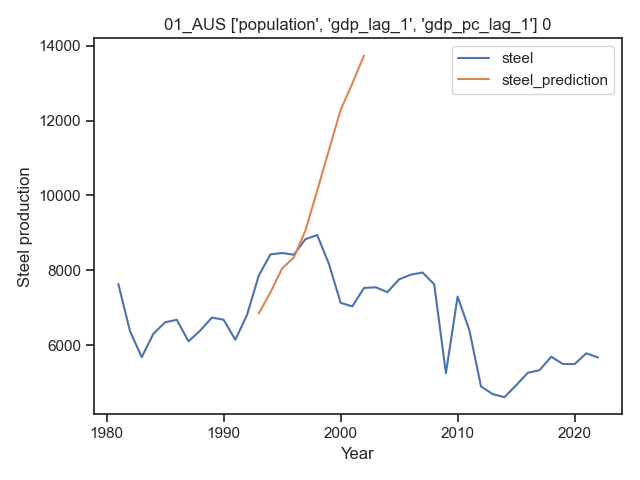 01_AUS ['population', 'gdp_lag_1', 'gdp_pc_lag_1'] 0
steel
steel_prediction
14000
12000
10000
8000
6000
Steel production
1980
1990
2000
2010
2020
Year